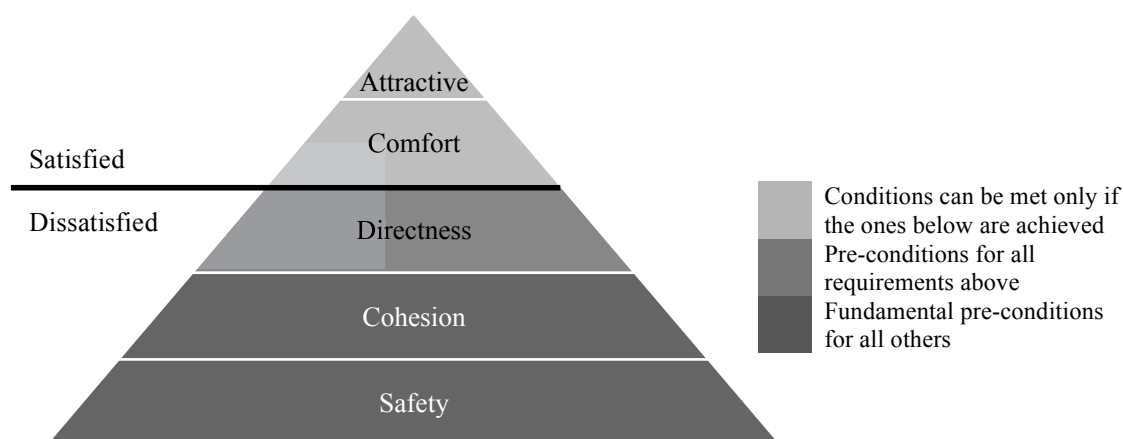 Attractive
Comfort
Satisfied
Dissatisfied
Directness
Cohesion
Safety
Conditions can be met only if
the ones below are achieved
Pre-conditions for all
requirements above
Fundamental pre-conditions
for all others